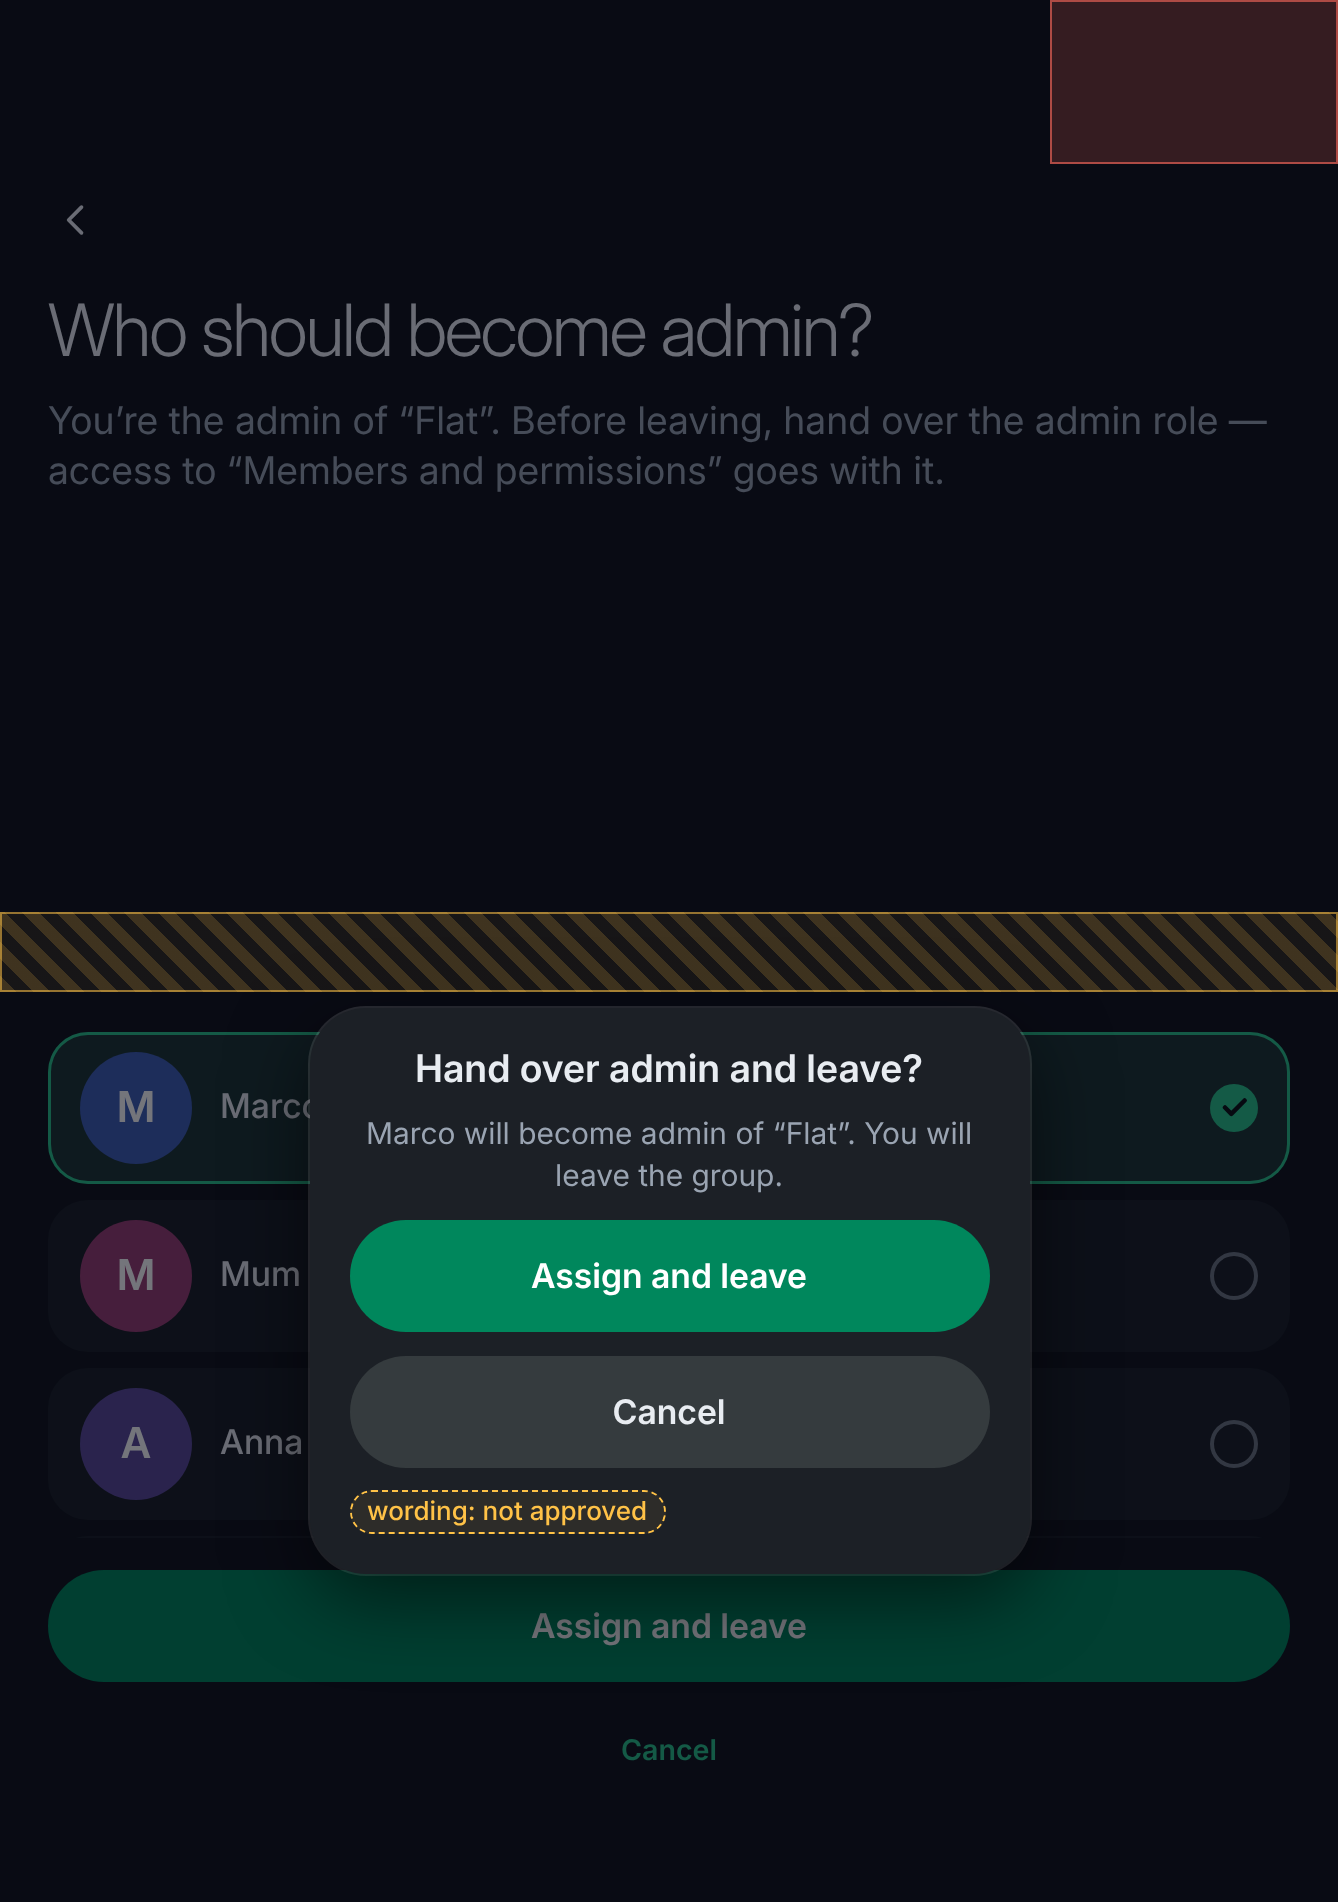 Who should become admin?
You’re the admin of “Flat”. Before leaving, hand over the admin role —
access to “Members and permissions” goes with it.
Hand over admin and leave?
Marco will become admin of “Flat”. You will
leave the group.
Assign and leave
Cancel
wording: not approved
M
Marco
M
Mum
A
Anna
Assign and leave
Cancel